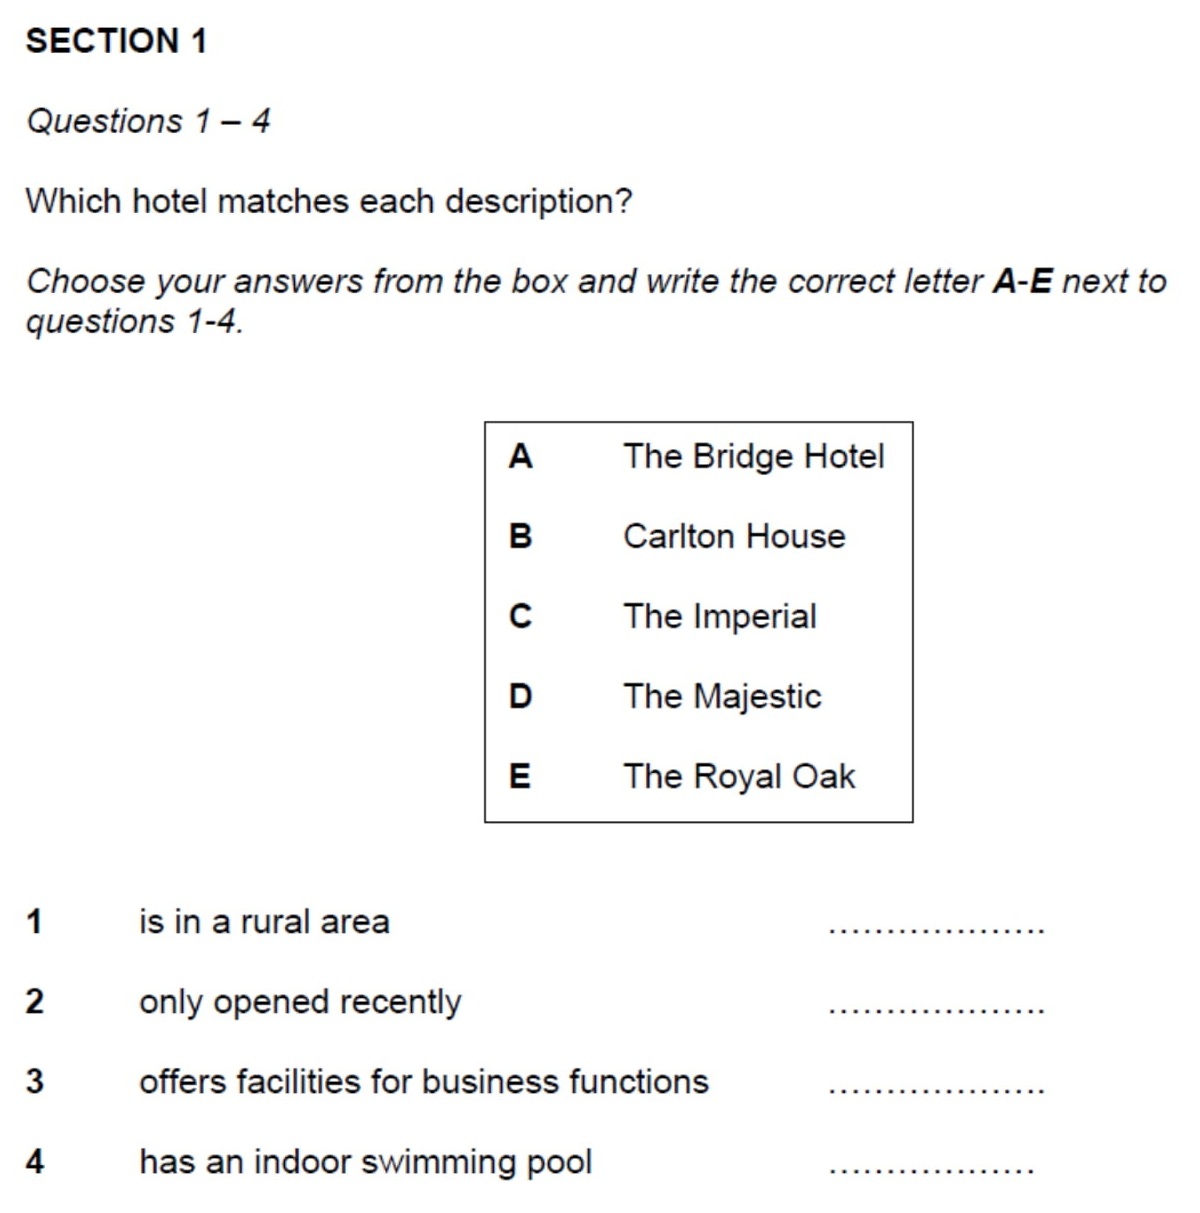 SECTION 1
Questions 1 – 4
Which hotel matches each description?
Choose your answers from the box and write the correct letter A-E next to
questions 1-4.
A The Bridge Hotel
B Carlton House
C The Imperial
D The Majestic
E The Royal Oak
1 is in a rural area ...................
2 only opened recently ...................
3 offers facilities for business functions ...................
4 has an indoor swimming pool ..................